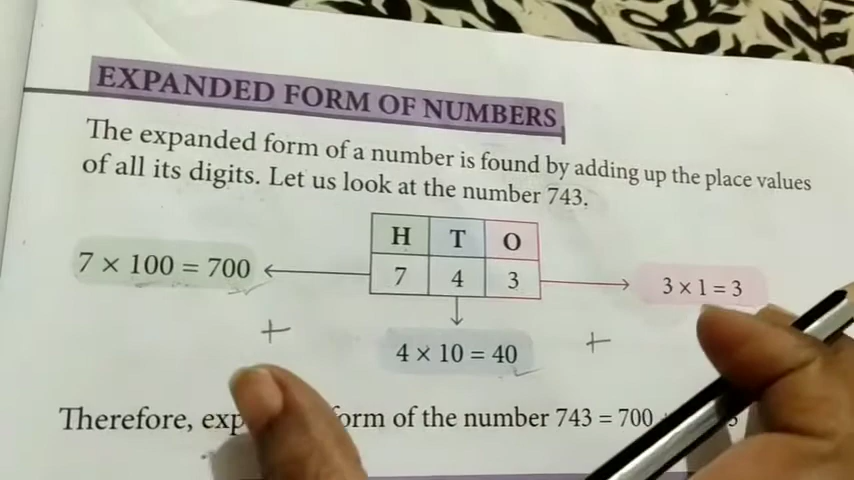 EXPANDED FORM OF NUMBERS
The expanded form of a number is found by adding up the place values
of all its digits. Let us look at the number 743.
H T O
7 × 100 = 700
7 4 3
3 × 1 = 3
+
+
4 × 10 = 40
Therefore, form of the number 743 = 700